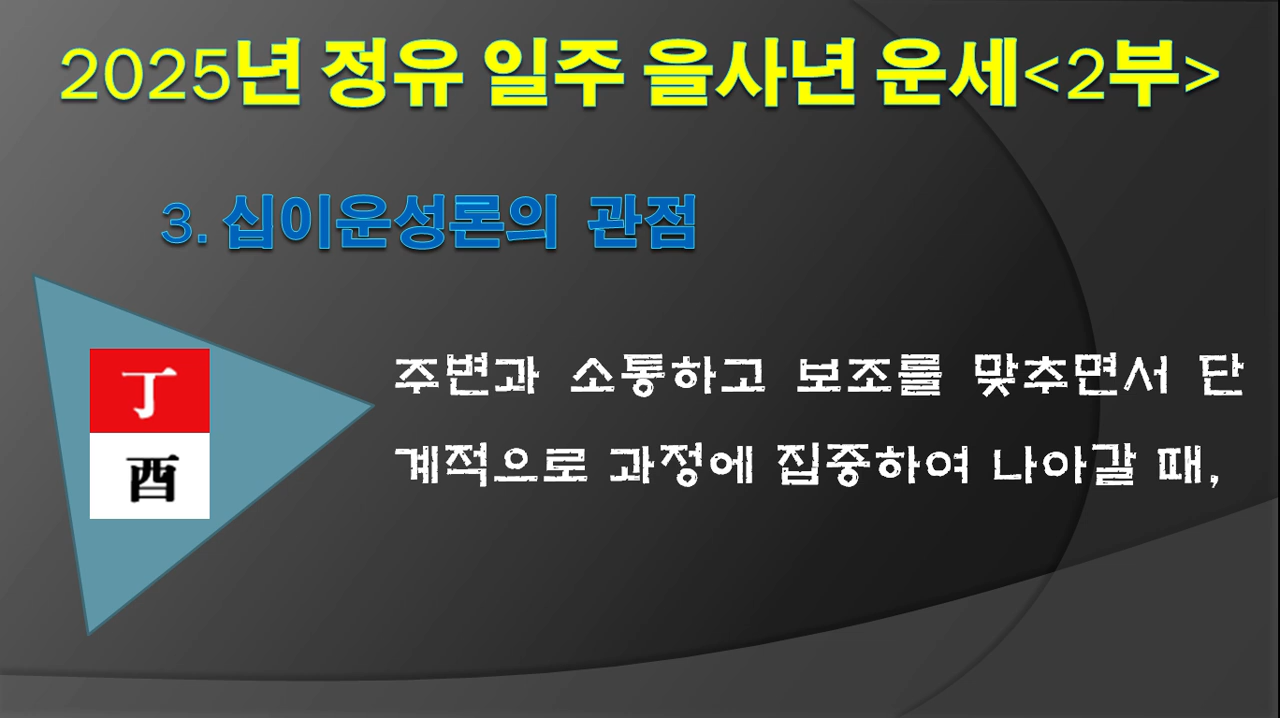 2025년 정유 일주 을사년 운세<2부>
3. 십이운성론의 관점
丁
酉
주변과 소통하고 보조를 맞추면서 단
계적으로 과정에 집중하여 나아갈 때,